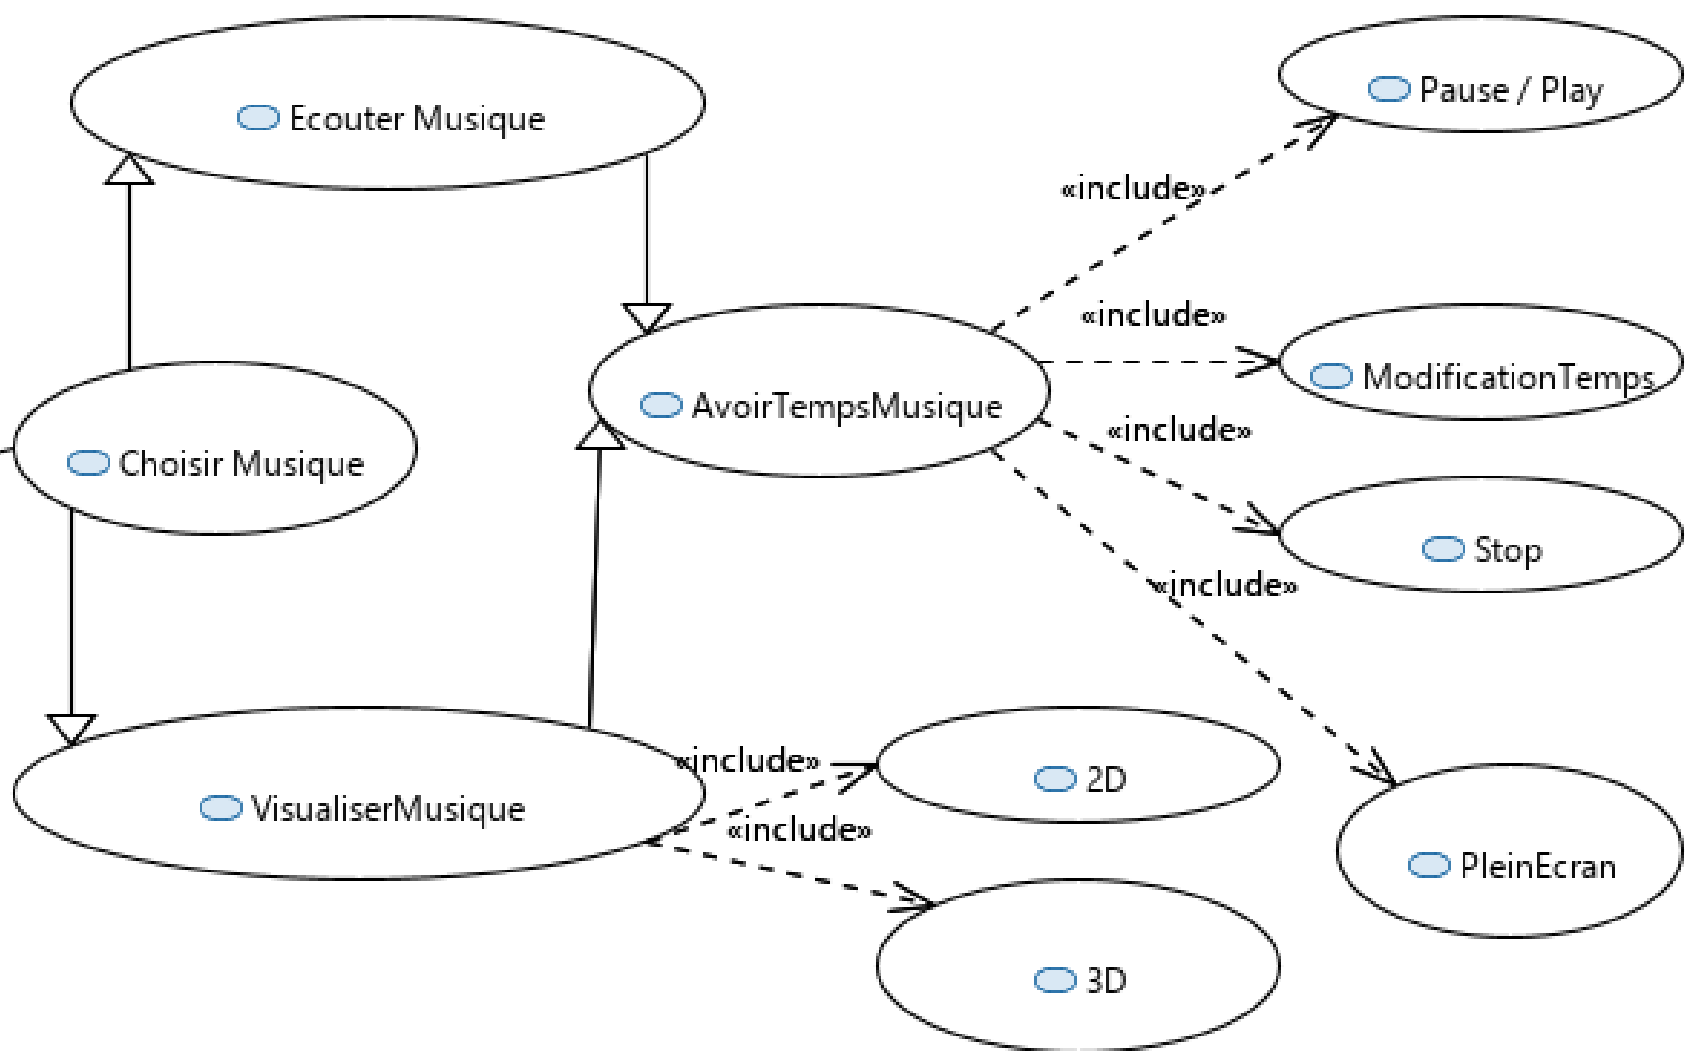 Pause / Play
Ecouter Musique
«include»
«include»
ModificationTemps
AvoirTempsMusique
«include»
Choisir Musique
Stop
«include»
«include»
2D
VisualiserMusique
«include»
PleinEcran
3D